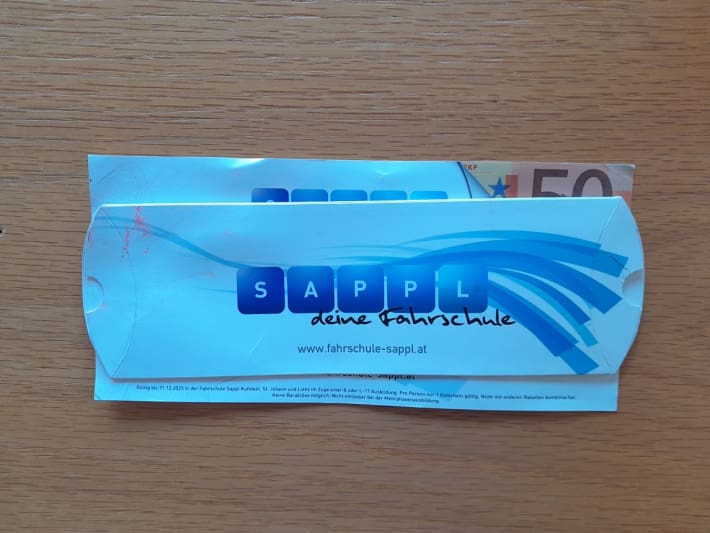 EKP
50
SAPPL
deine Fahrschule
www.fahrschule-sappl.at
Gültig bis 31.12.2025 in der Fahrschule Sappl Kufstein, St. Johann und Lienz im Zuge einer B oder L-17 Ausbildung. Pro Person nur 1 Gutschein gültig. Nicht mit anderen Rabatten kombinierbar.
Keine Barablöse möglich. Nicht einlösbar bei der Mehrphasenausbildung.